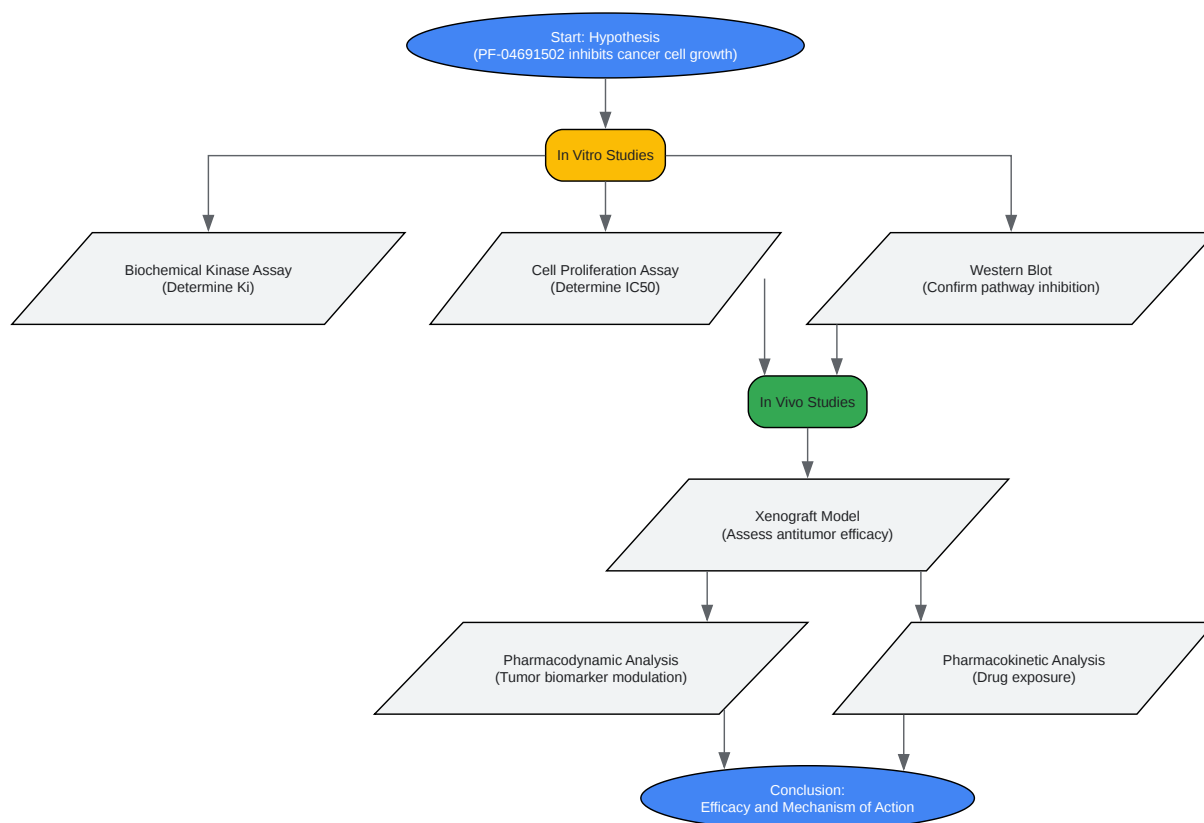 Start: Hypothesis
(PF-04691502 inhibits cancer cell growth)
In Vitro Studies
Biochemical Kinase Assay
(Determine Ki)
Cell Proliferation Assay
(Determine IC50)
Western Blot
(Confirm pathway inhibition)
In Vivo Studies
Xenograft Model
(Assess antitumor efficacy)
Pharmacodynamic Analysis
(Tumor biomarker modulation)
Pharmacokinetic Analysis
(Drug exposure)
Conclusion:
Efficacy and Mechanism of Action